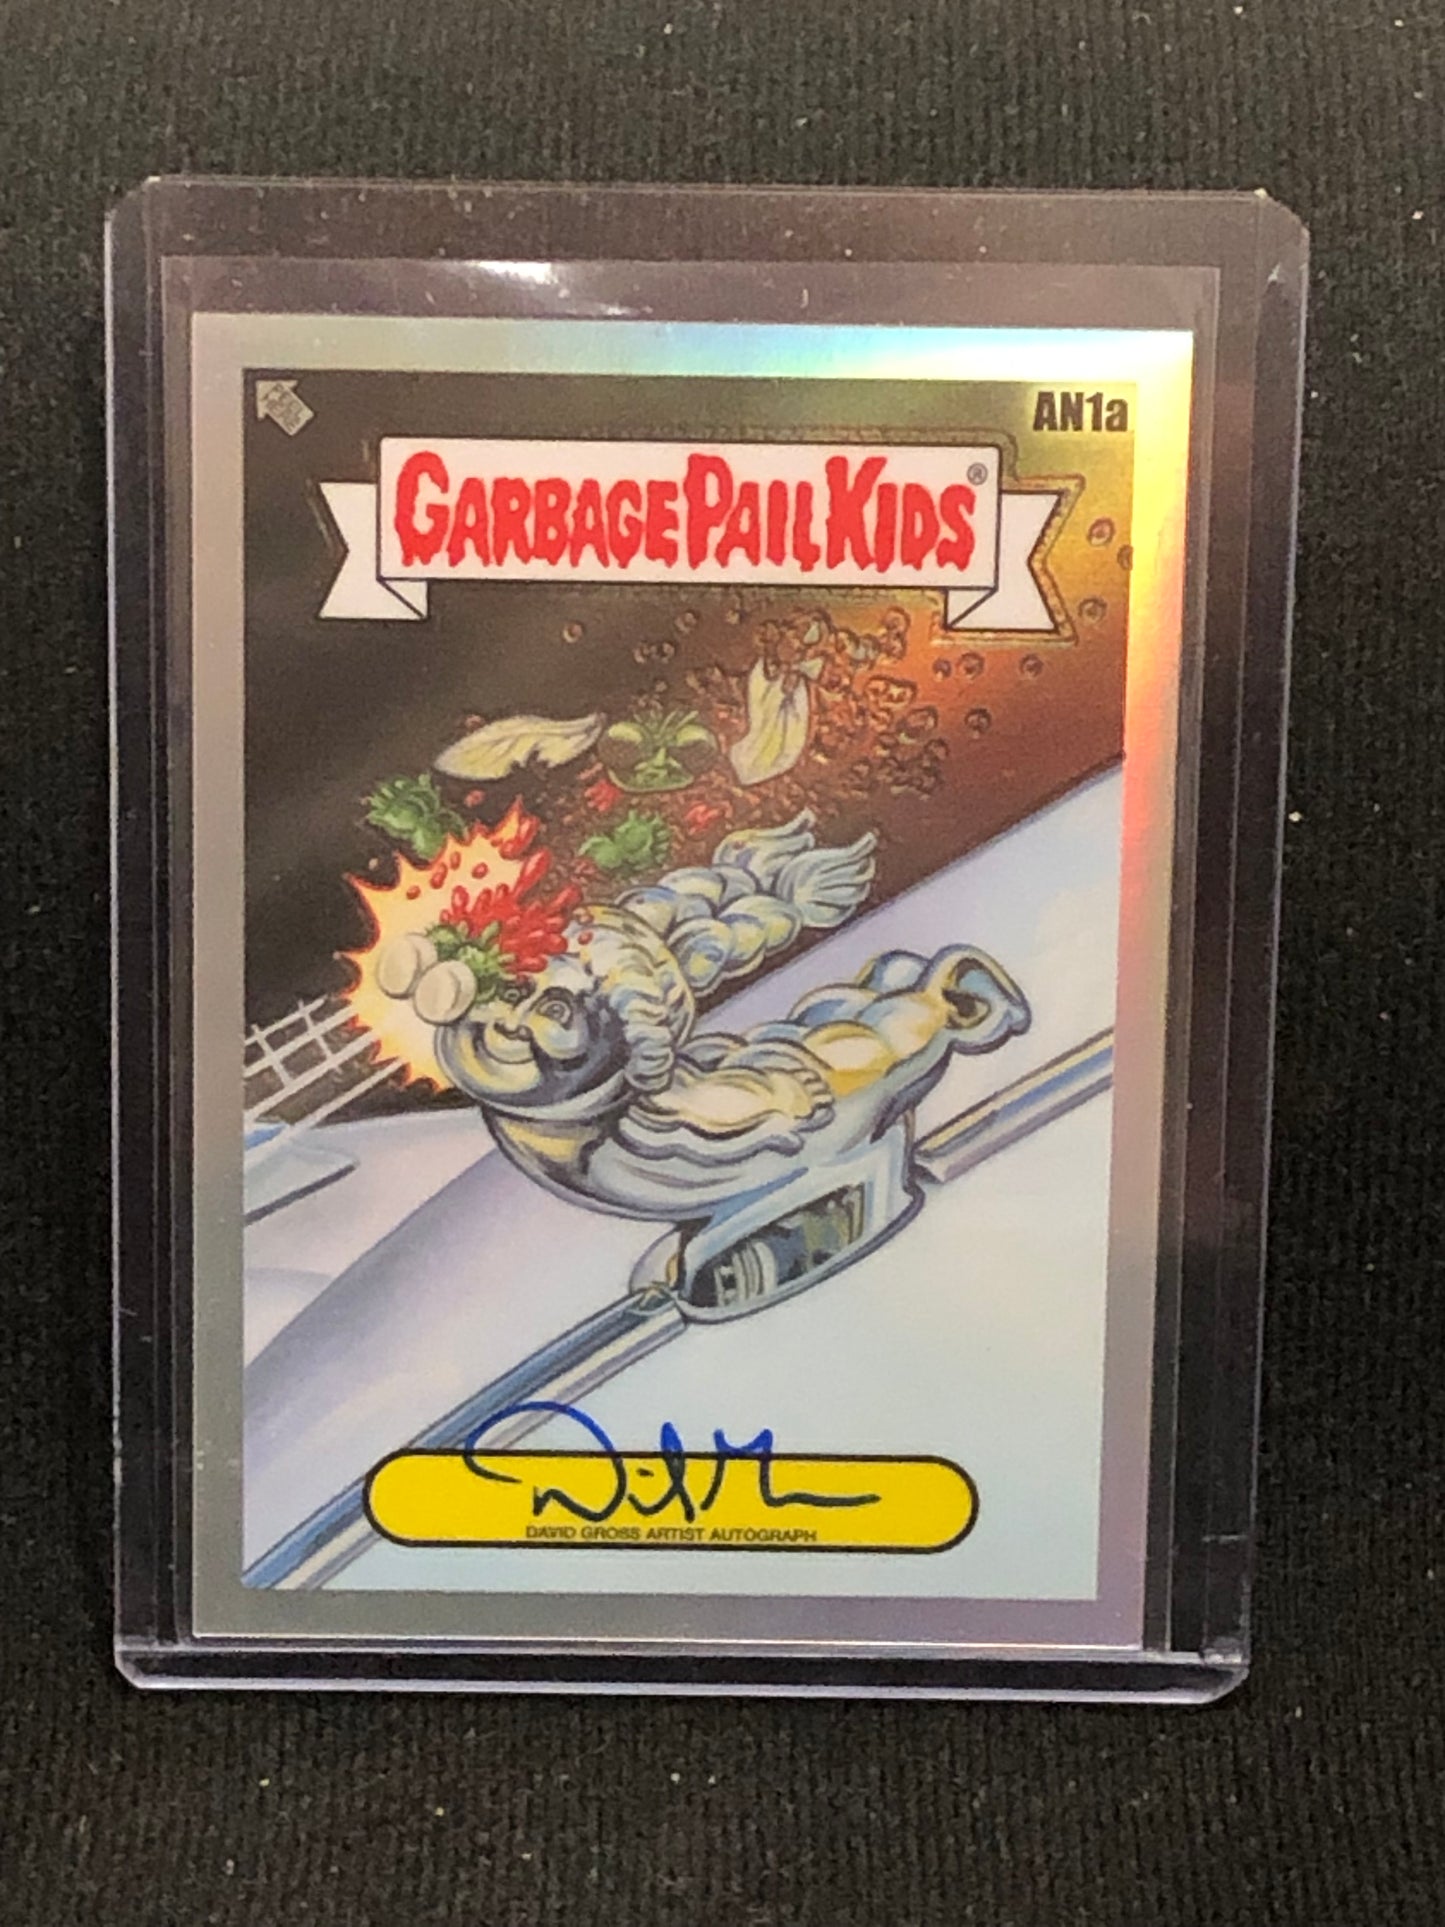 AN1a
GARBAGE PAIL KIDS®
DAVID GROSS ARTIST AUTOGRAPH